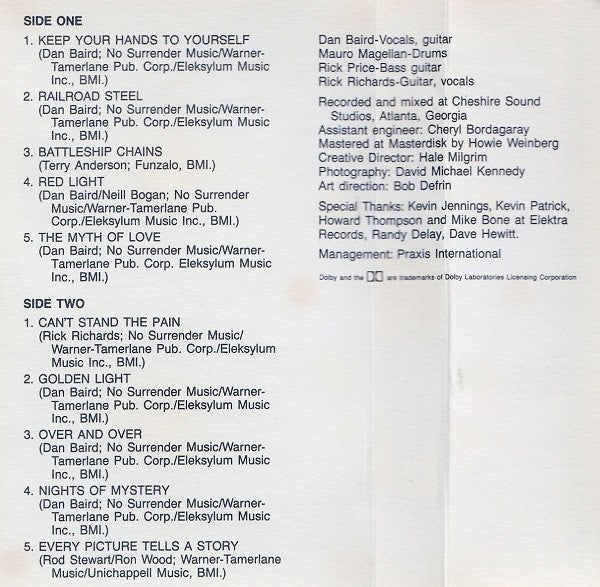 SIDE ONE
1. KEEP YOUR HANDS TO YOURSELF
(Dan Baird; No Surrender Music/Warner-
Tamerlane Pub. Corp./Eleksylum Music
Inc., BMI.)
2. RAILROAD STEEL
(Dan Baird; No Surrender Music/Warner-
Tamerlane Pub. Corp./Eleksylum Music
Inc., BMI.)
3. BATTLESHIP CHAINS
(Terry Anderson; Funzalo, BMI.)
4. RED LIGHT
(Dan Baird/Neill Bogan; No Surrender
Music/Warner-Tamerlane Pub.
Corp./Eleksylum Music Inc., BMI.)
5. THE MYTH OF LOVE
(Dan Baird; No Surrender Music/Warner-
Tamerlane Pub. Corp. Eleksylum Music
Inc., BMI.)
SIDE TWO
1. CAN'T STAND THE PAIN
(Rick Richards; No Surrender Music/
Warner-Tamerlane Pub. Corp./Eleksylum
Music Inc., BMI.)
2. GOLDEN LIGHT
(Dan Baird; No Surrender Music/Warner-
Tamerlane Pub. Corp./Eleksylum Music
Inc., BMI.)
3. OVER AND OVER
(Dan Baird; No Surrender Music/Warner-
Tamerlane Pub. Corp./Eleksylum Music
Inc., BMI.)
4. NIGHTS OF MYSTERY
(Dan Baird; No Surrender Music/Warner-
Tamerlane Pub. Corp./Eleksylum Music
Inc., BMI.)
5. EVERY PICTURE TELLS A STORY
(Rod Stewart/Ron Wood; Warner-Tamerlane
Music/Unichappell Music, BMI.)
Dan Baird-Vocals, guitar
Mauro Magellan-Drums
Rick Price-Bass guitar
Rick Richards-Guitar, vocals
Recorded and mixed at Cheshire Sound
Studios, Atlanta, Georgia
Assistant engineer: Cheryl Bordagaray
Mastered at Masterdisk by Howie Weinberg
Creative Director: Hale Milgrim
Photography: David Michael Kennedy
Art direction: Bob Defrin
Special Thanks: Kevin Jennings, Kevin Patrick,
Howard Thompson and Mike Bone at Elektra
Records, Randy Delay, Dave Hewitt.
Management: Praxis International
Dolby and the are trademarks of Dolby Laboratories Licensing Corporation